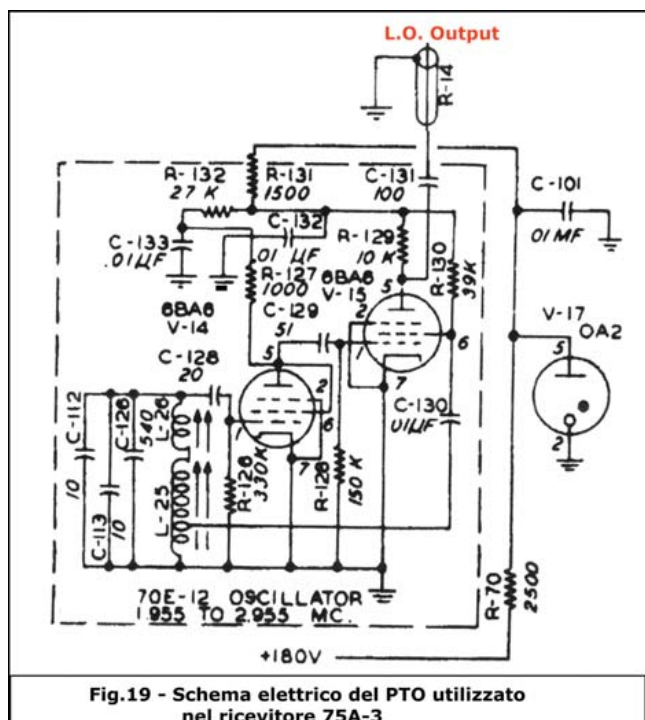 L.O. Output
R-14
R-132
27 K
R-131
1500
C-131
100
C-101
.01 MF
C-133
.01 µF
C-132
.01 µF
R-129
10 K
R-130
39K
R-127
1000
6BA6
V-15
C-129
51
5
2
1
6
7
6BA6
V-14
C-128
20
5
2
6
1
7
V-17
OA2
5
2
C-130
.01µF
C-112
10
C-113
10
C-126
540
L-26
L-25
R-126
330K
R-128
150 K
R-70
2500
70E-12 OSCILLATOR
1.955 TO 2.955 MC.
+180V
Fig.19 - Schema elettrico del PTO utilizzato
nel ricevitore 75A-3